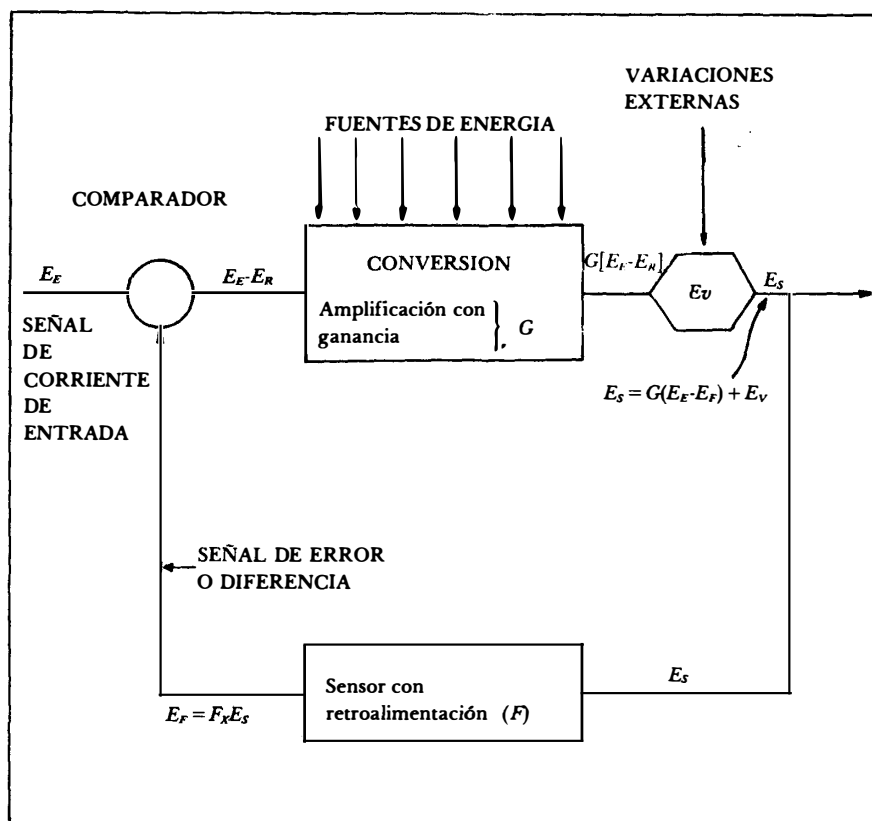 VARIACIONES
EXTERNAS
FUENTES DE ENERGIA
COMPARADOR
E_E
E_E-E_R
CONVERSION
Amplificación con
ganancia }, G
G[E_F-E_R]
Ev
E_S
SEÑAL
DE
CORRIENTE
DE
ENTRADA
E_S = G(E_E-E_F) + E_V
SEÑAL DE ERROR
O DIFERENCIA
Sensor con
retroalimentación (F)
E_S
E_F = F_X E_S